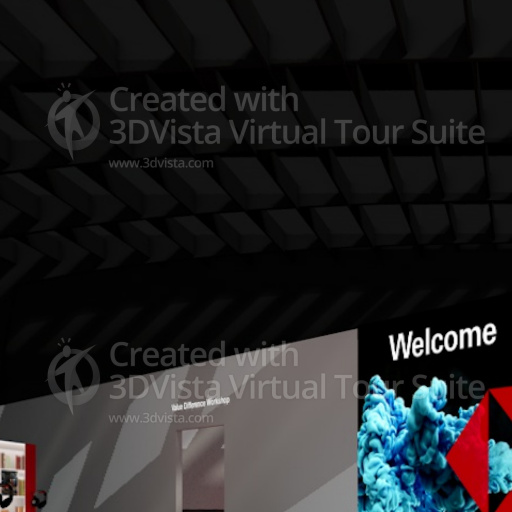 Created with
3DVista Virtual Tour Suite
www.3dvista.com
Welcome
Created with
3DVista Virtual Tour Suite
Value Difference Workshop
www.3dvista.com